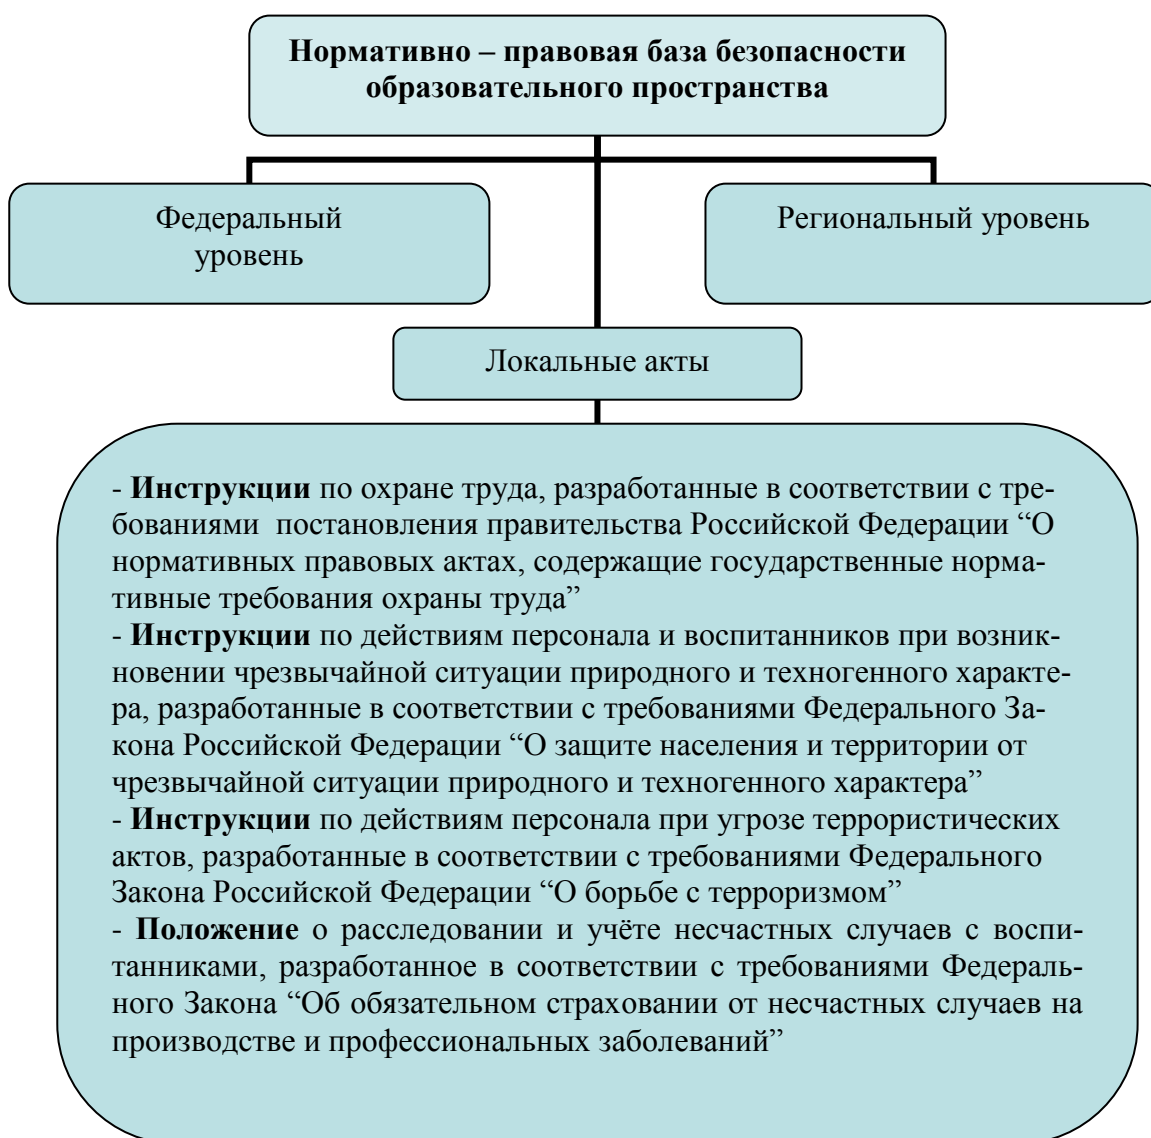 Нормативно – правовая база безопасности
образовательного пространства
Федеральный
уровень
Региональный уровень
Локальные акты
- Инструкции по охране труда, разработанные в соответствии с тре-
бованиями постановления правительства Российской Федерации “О
нормативных правовых актах, содержащие государственные норма-
тивные требования охраны труда”
- Инструкции по действиям персонала и воспитанников при возник-
новении чрезвычайной ситуации природного и техногенного характе-
ра, разработанные в соответствии с требованиями Федерального За-
кона Российской Федерации “О защите населения и территории от
чрезвычайной ситуации природного и техногенного характера”
- Инструкции по действиям персонала при угрозе террористических
актов, разработанные в соответствии с требованиями Федерального
Закона Российской Федерации “О борьбе с терроризмом”
- Положение о расследовании и учёте несчастных случаев с воспи-
танниками, разработанное в соответствии с требованиями Федераль-
ного Закона “Об обязательном страховании от несчастных случаев на
производстве и профессиональных заболеваний”